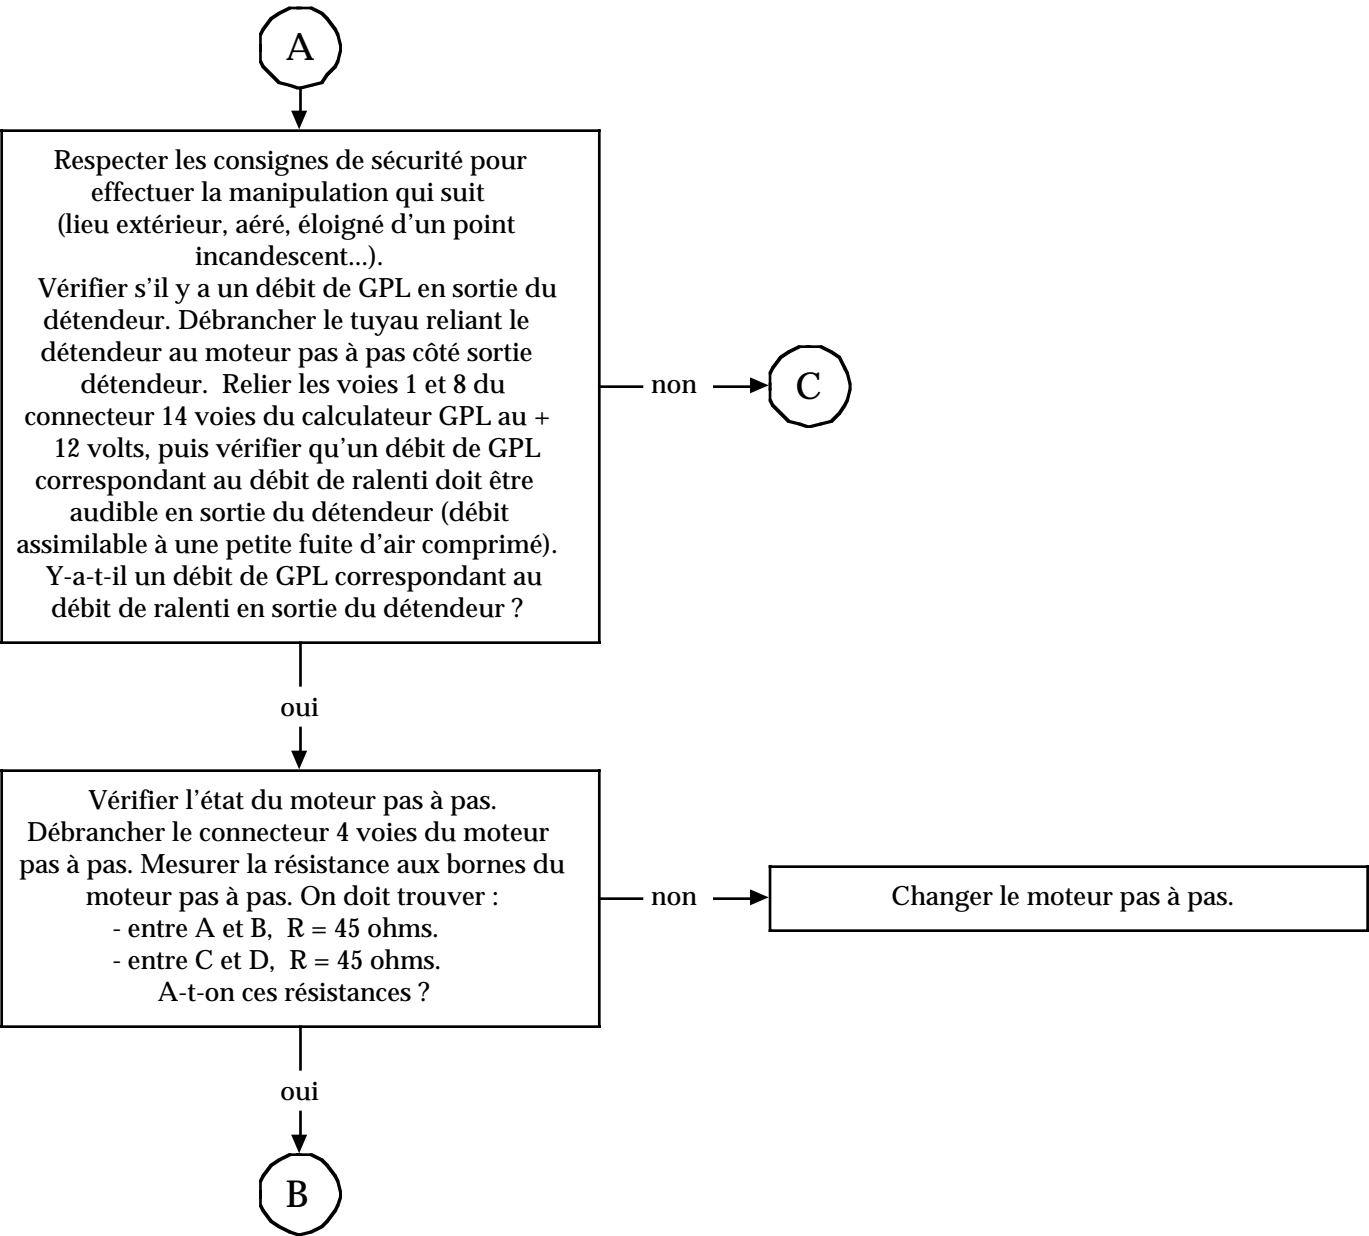 A
Respecter les consignes de sécurité pour
effectuer la manipulation qui suit
(lieu extérieur, aéré, éloigné d’un point
incandescent...).
Vérifier s’il y a un débit de GPL en sortie du
détendeur. Débrancher le tuyau reliant le
détendeur au moteur pas à pas côté sortie
détendeur.  Relier les voies 1 et 8 du
connecteur 14 voies du calculateur GPL au +
12 volts, puis vérifier qu’un débit de GPL
correspondant au débit de ralenti doit être
audible en sortie du détendeur (débit
assimilable à une petite fuite d’air comprimé).
Y-a-t-il un débit de GPL correspondant au
débit de ralenti en sortie du détendeur ?
non
C
oui
Vérifier l’état du moteur pas à pas.
Débrancher le connecteur 4 voies du moteur
pas à pas. Mesurer la résistance aux bornes du
moteur pas à pas. On doit trouver :
- entre A et B,  R = 45 ohms.
- entre C et D,  R = 45 ohms.
A-t-on ces résistances ?
non
Changer le moteur pas à pas.
oui
B